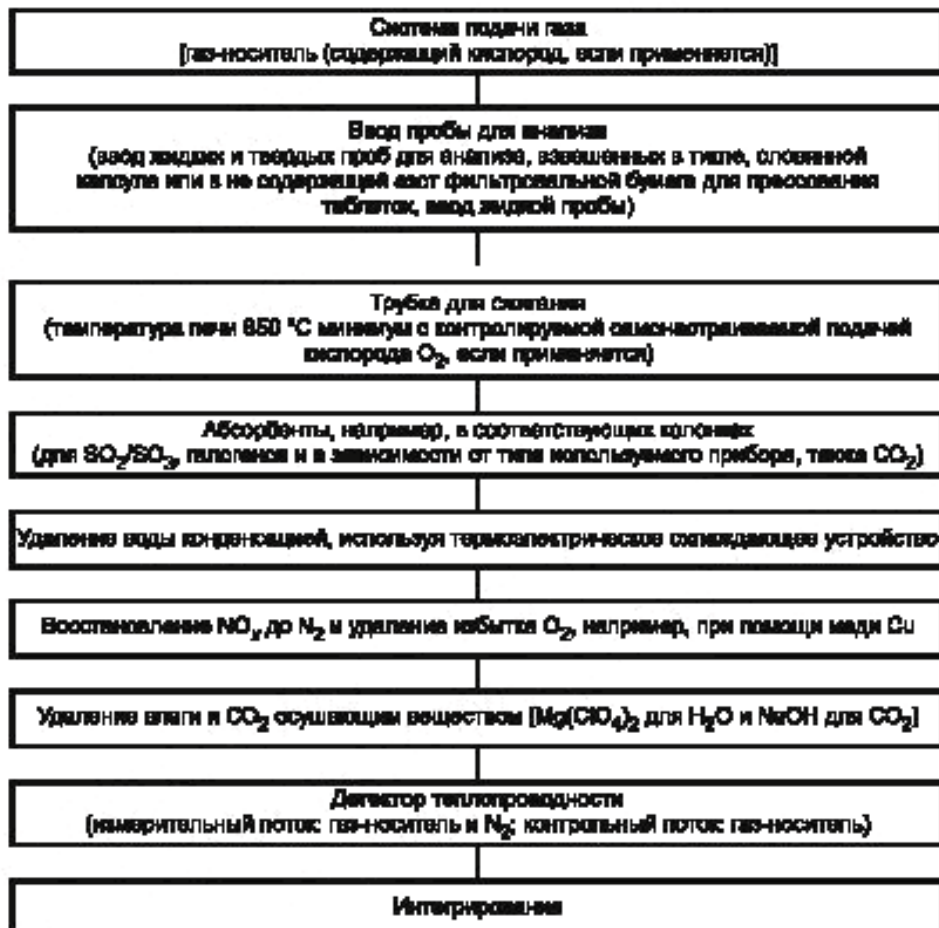 Система подачи газа
[газ-носитель (содержащий кислород, если применяется)]
Ввод пробы для анализа
(ввод жидких и твердых проб для анализа, взвешенных в тигле, оловянной
капсуле или в не содержащей азот фильтровальной бумаге для прессования
таблеток, ввод жидкой пробы)
Трубка для сжигания
(температура печи 850 °С минимум с контролируемой самонастраиваемой подачей
кислорода O₂, если применяется)
Абсорбенты, например, в соответствующих колонках
(для SO₂/SO₃, галогенов и в зависимости от типа используемого прибора, также CO₂)
Удаление воды конденсацией, используя термоэлектрическое охлаждающее устройство
Восстановление NOₓ до N₂ и удаление избытка O₂, например, при помощи меди Cu
Удаление влаги и CO₂ осушающим веществом [Mg(ClO₄)₂ для H₂O и NaOH для CO₂]
Детектор теплопроводности
(измерительный поток: газ-носитель и N₂; контрольный поток: газ-носитель)
Интегрирование